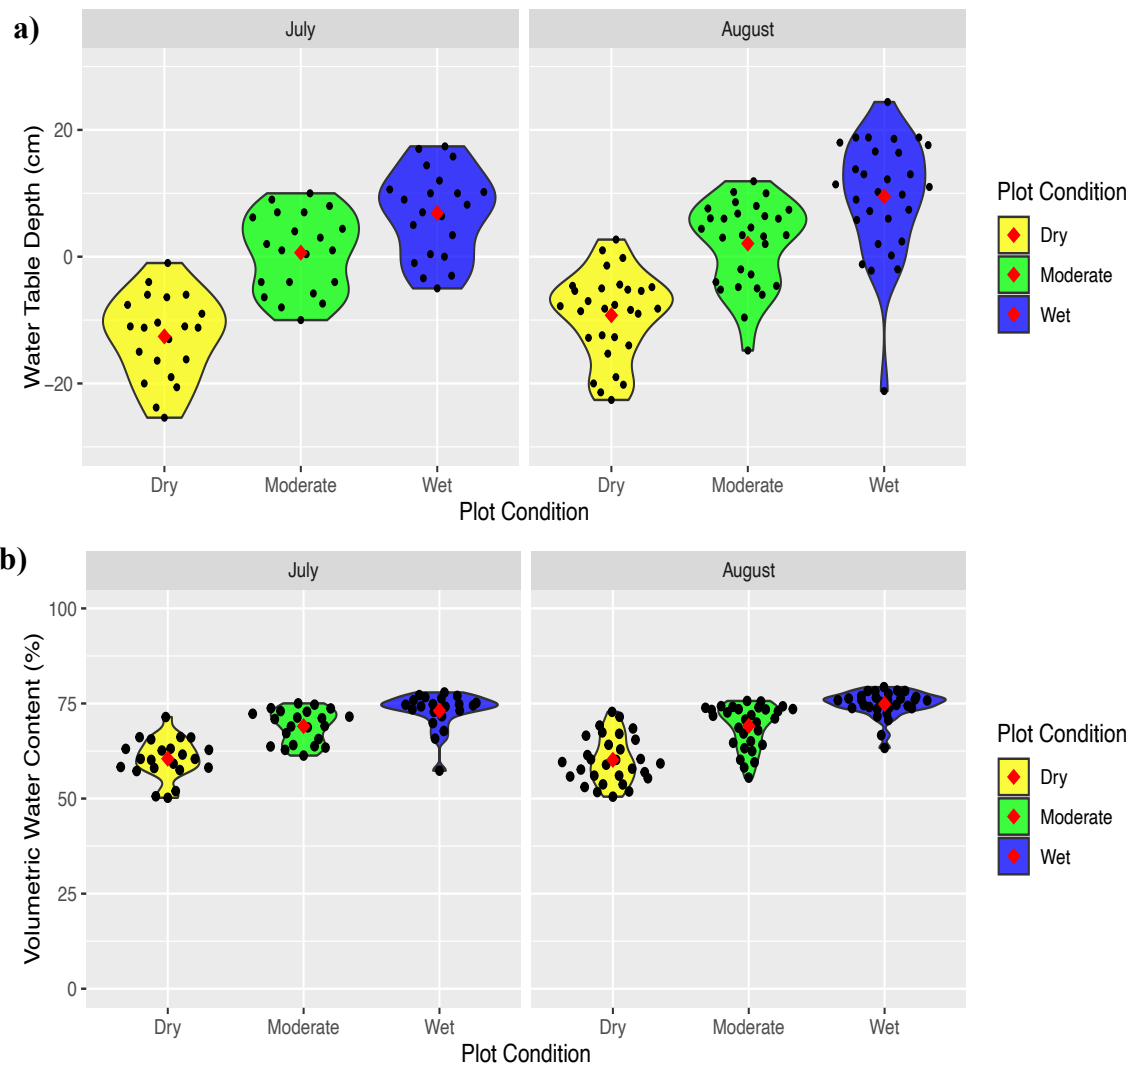 a)
July
August
Water Table Depth (cm)
20
0
−20
Dry
Moderate
Wet
Dry
Moderate
Wet
Plot Condition
Plot Condition
Dry
Moderate
Wet
b)
July
August
Volumetric Water Content (%)
100
75
50
25
0
Dry
Moderate
Wet
Dry
Moderate
Wet
Plot Condition
Plot Condition
Dry
Moderate
Wet